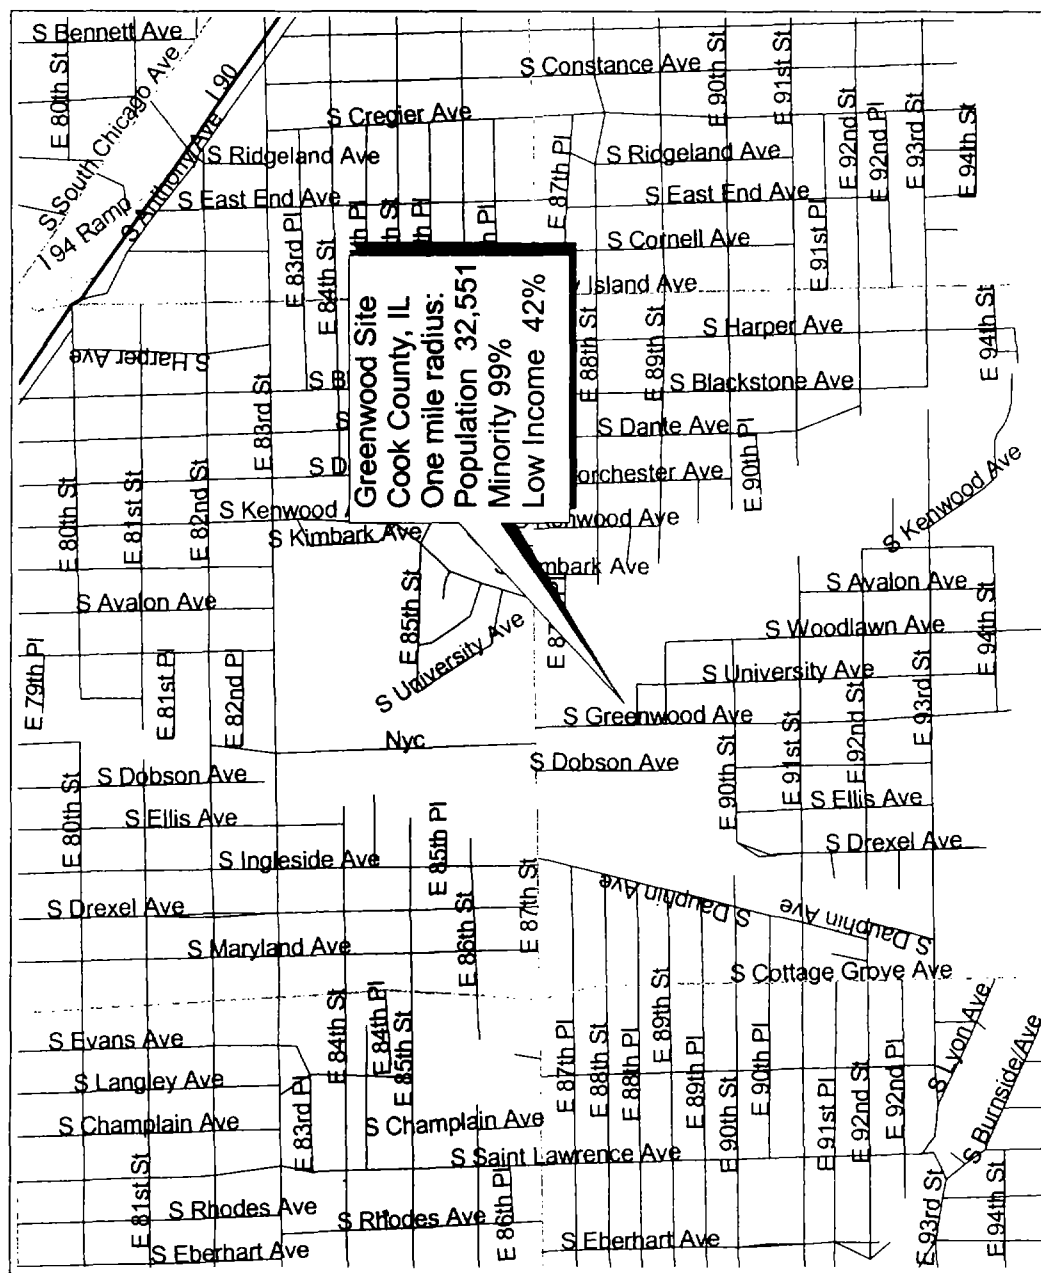 S Bennett Ave
E 80th St
S South Chicago Ave
I90
S Anthony Ave
I 94 Ramp
S Constance Ave
E 90th St
E 91st St
S Cregier Ave
S Ridgeland Ave
E 87th Pl
S Ridgeland Ave
E 92nd St
E 92nd Pl
E 93rd St
E 94th St
S East End Ave
S East End Ave
E 83rd Pl
E 84th St
S Cornell Ave
E 91st Pl
Island Ave
Greenwood Site
Cook County, IL
One mile radius:
Population 32,551
Minority 99%
Low Income 42%
S Harper Ave
S Harper Ave
E 88th St
E 89th St
E 94th St
S Blackstone Ave
E 83rd St
S Dante Ave
E 90th Pl
orchester Ave
E 80th St
E 81st St
E 82nd St
S Kenwood
S Kimbark Ave
nwood Ave
mbark Ave
S Kenwood Ave
S Avalon Ave
S Avalon Ave
E 85th St
S University Ave
S Woodlawn Ave
E 94th St
E 79th Pl
E 81st Pl
E 82nd Pl
S University Ave
S Greenwood Ave
E 93rd St
Nyc
S Dobson Ave
S Dobson Ave
E 90th St
E 91st St
E 92nd St
E 80th St
S Ellis Ave
S Ellis Ave
S Ingleside Ave
E 85th Pl
S Drexel Ave
S Drexel Ave
E 86th St
E 87th St
S Dauphin Ave
S Dauphin Ave
S Maryland Ave
S Cottage Grove Ave
S Evans Ave
E 84th St
E 84th Pl
E 85th St
E 87th Pl
E 88th St
E 88th Pl
E 89th St
E 89th Pl
E 90th St
E 90th Pl
E 91st Pl
E 92nd St
E 92nd Pl
S Lyon Ave
S Burnside Ave
S Langley Ave
S Champlain Ave
E 83rd Pl
S Champlain Ave
S Saint Lawrence Ave
E 81st St
S Rhodes Ave
S Rhodes Ave
E 86th Pl
E 93rd St
E 94th St
S Eberhart Ave
S Eberhart Ave